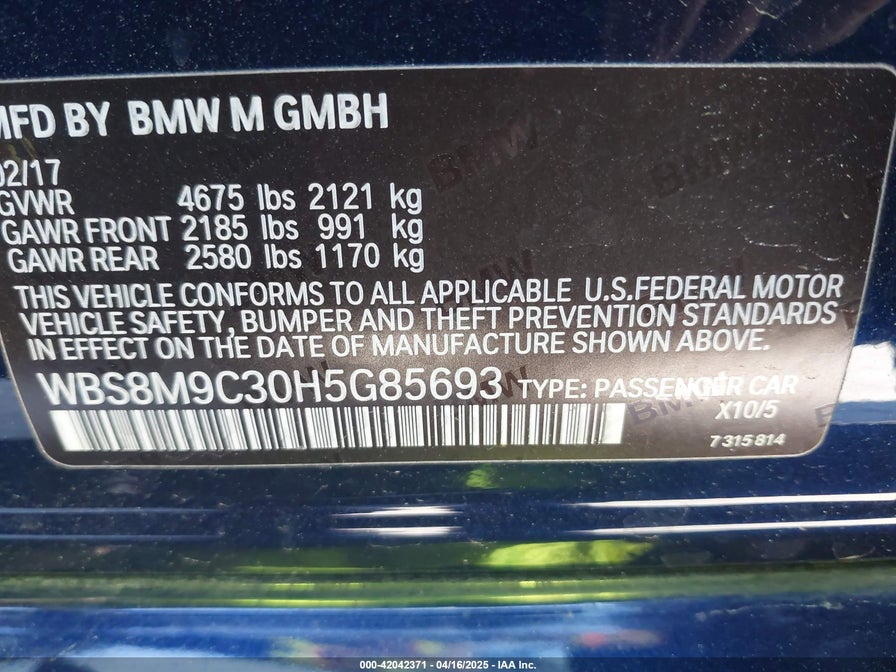 MFD BY BMW M GMBH
02/17
GVWR 4675 lbs 2121 kg
GAWR FRONT 2185 lbs 991 kg
GAWR REAR 2580 lbs 1170 kg
THIS VEHICLE CONFORMS TO ALL APPLICABLE U.S.FEDERAL MOTOR
VEHICLE SAFETY, BUMPER AND THEFT PREVENTION STANDARDS
IN EFFECT ON THE DATE OF MANUFACTURE SHOWN ABOVE.
WBS8M9C30H5G85693 TYPE: PASSENGER CAR
X10/5
7 315 814
000-42042371 - 04/16/2025 - IAA Inc.